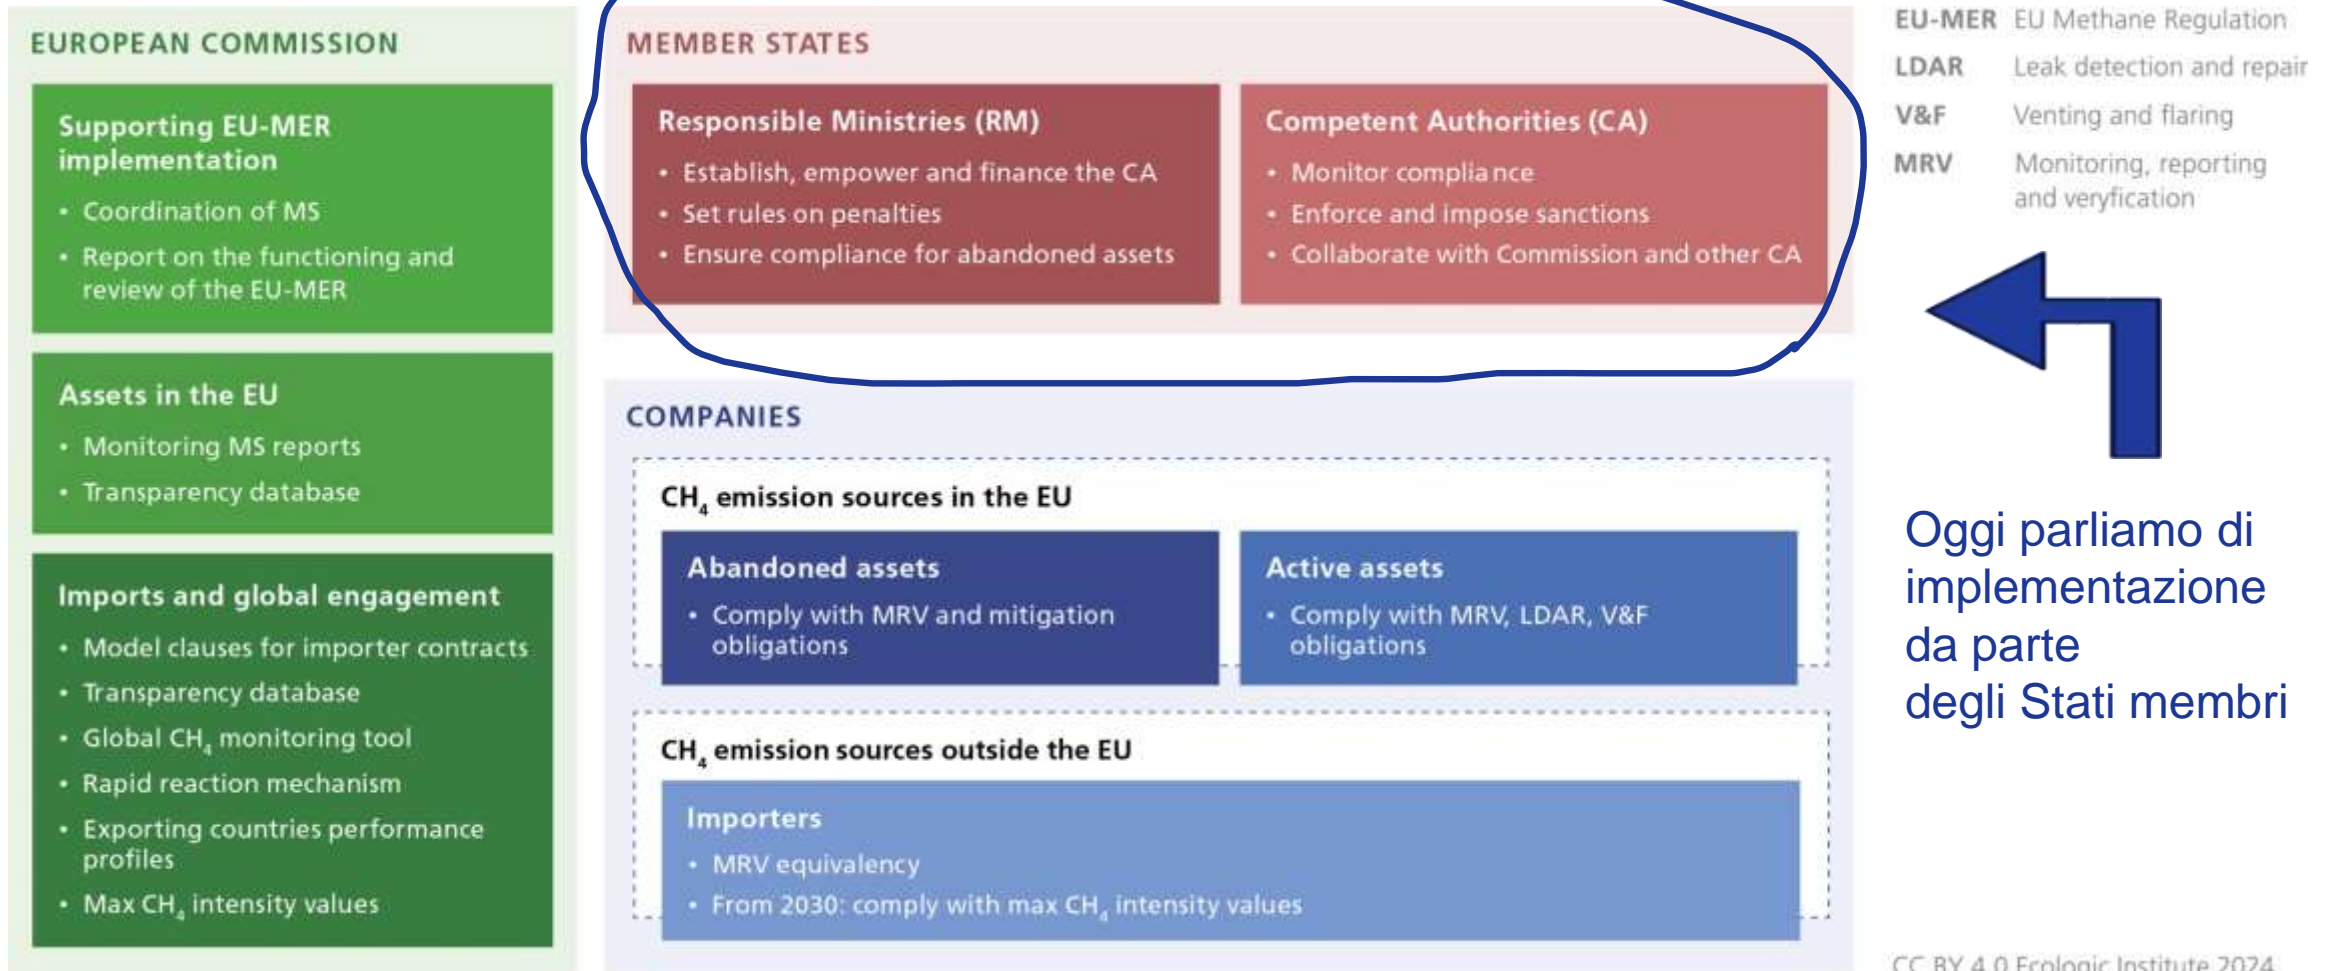 EUROPEAN COMMISSION
Supporting EU-MER
implementation
• Coordination of MS
• Report on the functioning and
review of the EU-MER
Assets in the EU
• Monitoring MS reports
• Transparency database
Imports and global engagement
• Model clauses for importer contracts
• Transparency database
• Global CH₄ monitoring tool
• Rapid reaction mechanism
• Exporting countries performance
profiles
• Max CH₄ intensity values
MEMBER STATES
Responsible Ministries (RM)
• Establish, empower and finance the CA
• Set rules on penalties
• Ensure compliance for abandoned assets
Competent Authorities (CA)
• Monitor compliance
• Enforce and impose sanctions
• Collaborate with Commission and other CA
COMPANIES
CH₄ emission sources in the EU
Abandoned assets
• Comply with MRV and mitigation
obligations
Active assets
• Comply with MRV, LDAR, V&F
obligations
CH₄ emission sources outside the EU
Importers
• MRV equivalency
• From 2030: comply with max CH₄ intensity values
EU-MER EU Methane Regulation
LDAR Leak detection and repair
V&F Venting and flaring
MRV Monitoring, reporting
and veryfication
Oggi parliamo di
implementazione
da parte
degli Stati membri
CC BY 4.0 Ecologic Institute 2024